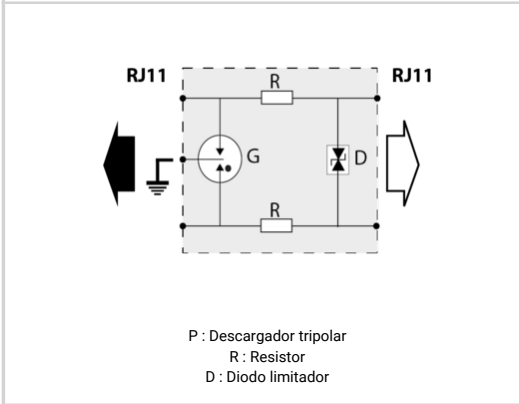 RJ11 R RJ11
G D
R
P : Descargador tripolar
R : Resistor
D : Diodo limitador